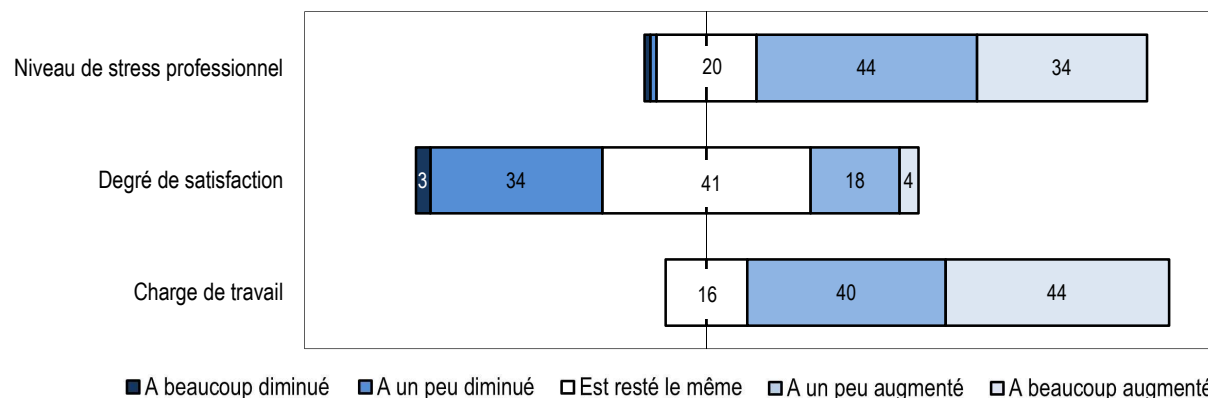 Niveau de stress professionnel
20 44 34
Degré de satisfaction
3 34 41 18 4
Charge de travail
16 40 44
A beaucoup diminué A un peu diminué Est resté le même A un peu augmenté A beaucoup augmenté